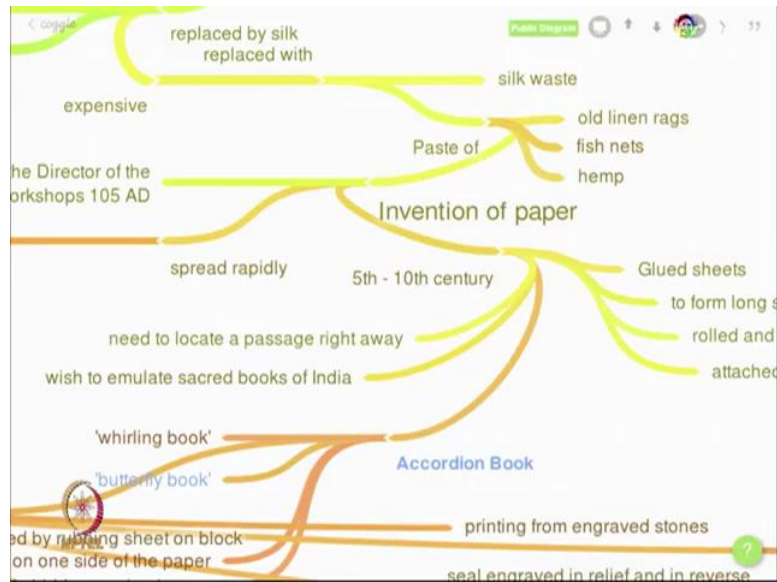 coggle
Public Diagram
replaced by silk
replaced with
silk waste
expensive
old linen rags
Paste of
fish nets
he Director of the
hemp
orkshops 105 AD
Invention of paper
spread rapidly
Glued sheets
5th - 10th century
to form long s
need to locate a passage right away
rolled and
wish to emulate sacred books of India
attached
'whirling book'
Accordion Book
'butterfly book'
printing from engraved stones
ed by rubbing sheet on block
on one side of the paper
seal engraved in relief and in reverse
?